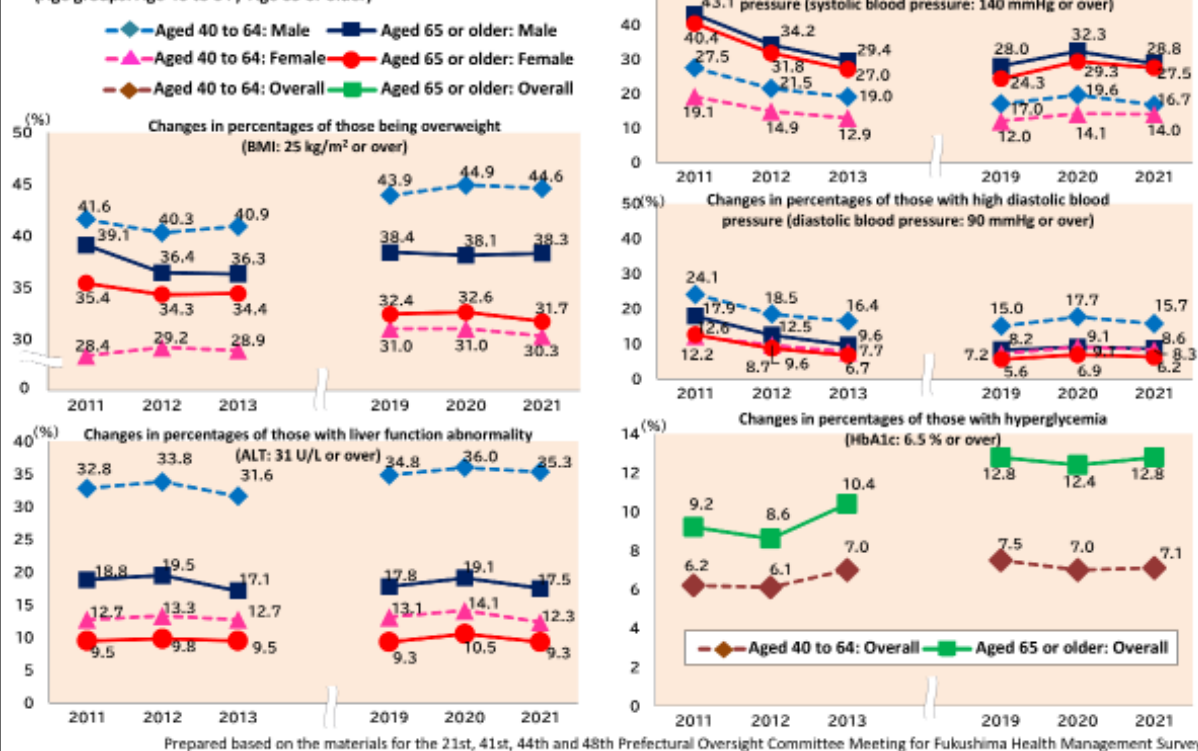 Aged 40 to 64: Male Aged 65 or older: Male
Aged 40 to 64: Female Aged 65 or older: Female
Aged 40 to 64: Overall Aged 65 or older: Overall
Changes in percentages of those being overweight
(BMI: 25 kg/m² or over)
(%)
50
45
40
35
30
0
41.6 40.3 40.9 43.9 44.9 44.6
39.1 36.4 36.3 38.4 38.1 38.3
35.4 34.3 34.4 32.4 32.6 31.7
28.4 29.2 28.9 31.0 31.0 30.3
2011 2012 2013 2019 2020 2021
Changes in percentages of those with liver function abnormality
(ALT: 31 U/L or over)
(%)
40
35
30
25
20
15
10
5
0
32.8 33.8 31.6 34.8 36.0 25.3
18.8 19.5 17.1 17.8 19.1 17.5
12.7 13.3 12.7 13.1 14.1 12.3
9.5 9.8 9.5 9.3 10.5 9.3
2011 2012 2013 2019 2020 2021
pressure (systolic blood pressure: 140 mmHg or over)
40
30
20
10
0
43.1 34.2 29.4 28.0 32.3 28.8
40.4 31.8 27.0 24.3 29.3 27.5
27.5 21.5 19.0 17.0 19.6 16.7
19.1 14.9 12.9 12.0 14.1 14.0
2011 2012 2013 2019 2020 2021
Changes in percentages of those with high diastolic blood
pressure (diastolic blood pressure: 90 mmHg or over)
(%)
50
40
30
20
10
0
24.1 18.5 16.4 15.0 17.7 15.7
17.9 12.5 9.6 8.2 9.1 8.6
12.6 9.6 7.7 7.2 9.1 8.3
12.2 8.7 6.7 5.6 6.9 6.2
2011 2012 2013 2019 2020 2021
Changes in percentages of those with hyperglycemia
(HbA1c: 6.5 % or over)
(%)
14
12
10
8
6
4
2
0
9.2 8.6 10.4 12.8 12.4 12.8
6.2 6.1 7.0 7.5 7.0 7.1
Aged 40 to 64: Overall Aged 65 or older: Overall
2011 2012 2013 2019 2020 2021
Prepared based on the materials for the 21st, 41st, 44th and 48th Prefectural Oversight Committee Meeting for Fukushima Health Management Surve